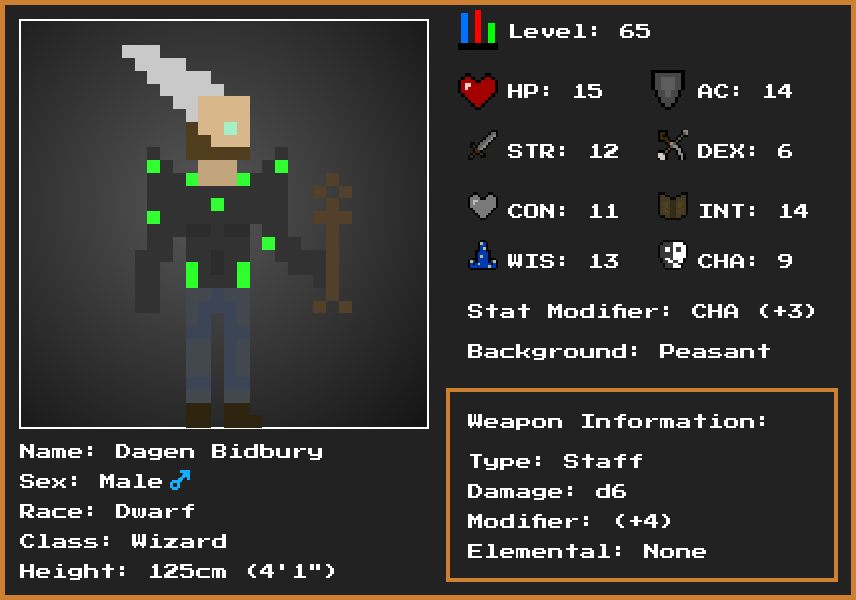 Level: 65
HP: 15
AC: 14
STR: 12
DEX: 6
CON: 11
INT: 14
WIS: 13
CHA: 9
Stat Modifier: CHA (+3)
Background: Peasant
Weapon Information:
Type: Staff
Damage: d6
Modifier: (+4)
Elemental: None
Name: Dagen Bidbury
Sex: Male ♂
Race: Dwarf
Class: Wizard
Height: 125cm (4'1")